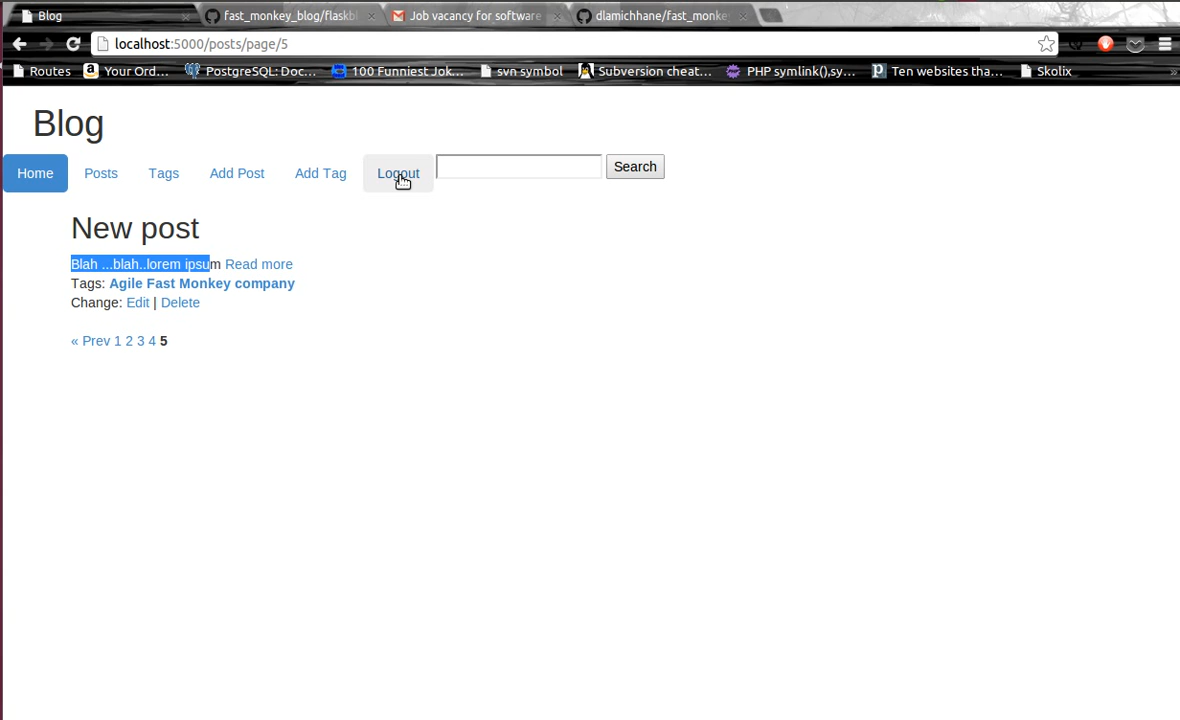 Blog
fast_monkey_blog/flaskbl
Job vacancy for software
dlamichhane/fast_monke
localhost:5000/posts/page/5
Routes
Your Ord...
PostgreSQL: Doc...
100 Funniest Jok...
svn symbol
Subversion cheat...
PHP symlink(),sy...
Ten websites tha...
Skolix
»
Blog
Home Posts Tags Add Post Add Tag Logout Search
New post
Blah ...blah..lorem ipsum Read more
Tags: Agile Fast Monkey company
Change: Edit | Delete
« Prev 1 2 3 4 5